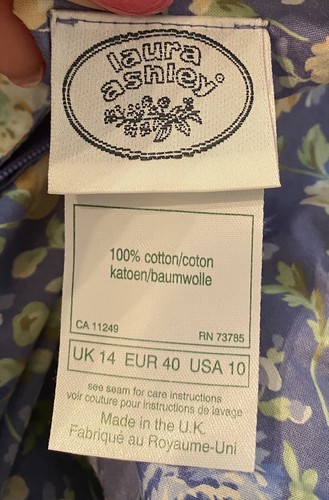 laura
ashley®
100% cotton/coton
katoen/baumwolle
CA 11249 RN 73785
UK 14 EUR 40 USA 10
see seam for care instructions
voir couture pour instructions de lavage
Made in the U.K.
Fabriqué au Royaume-Uni